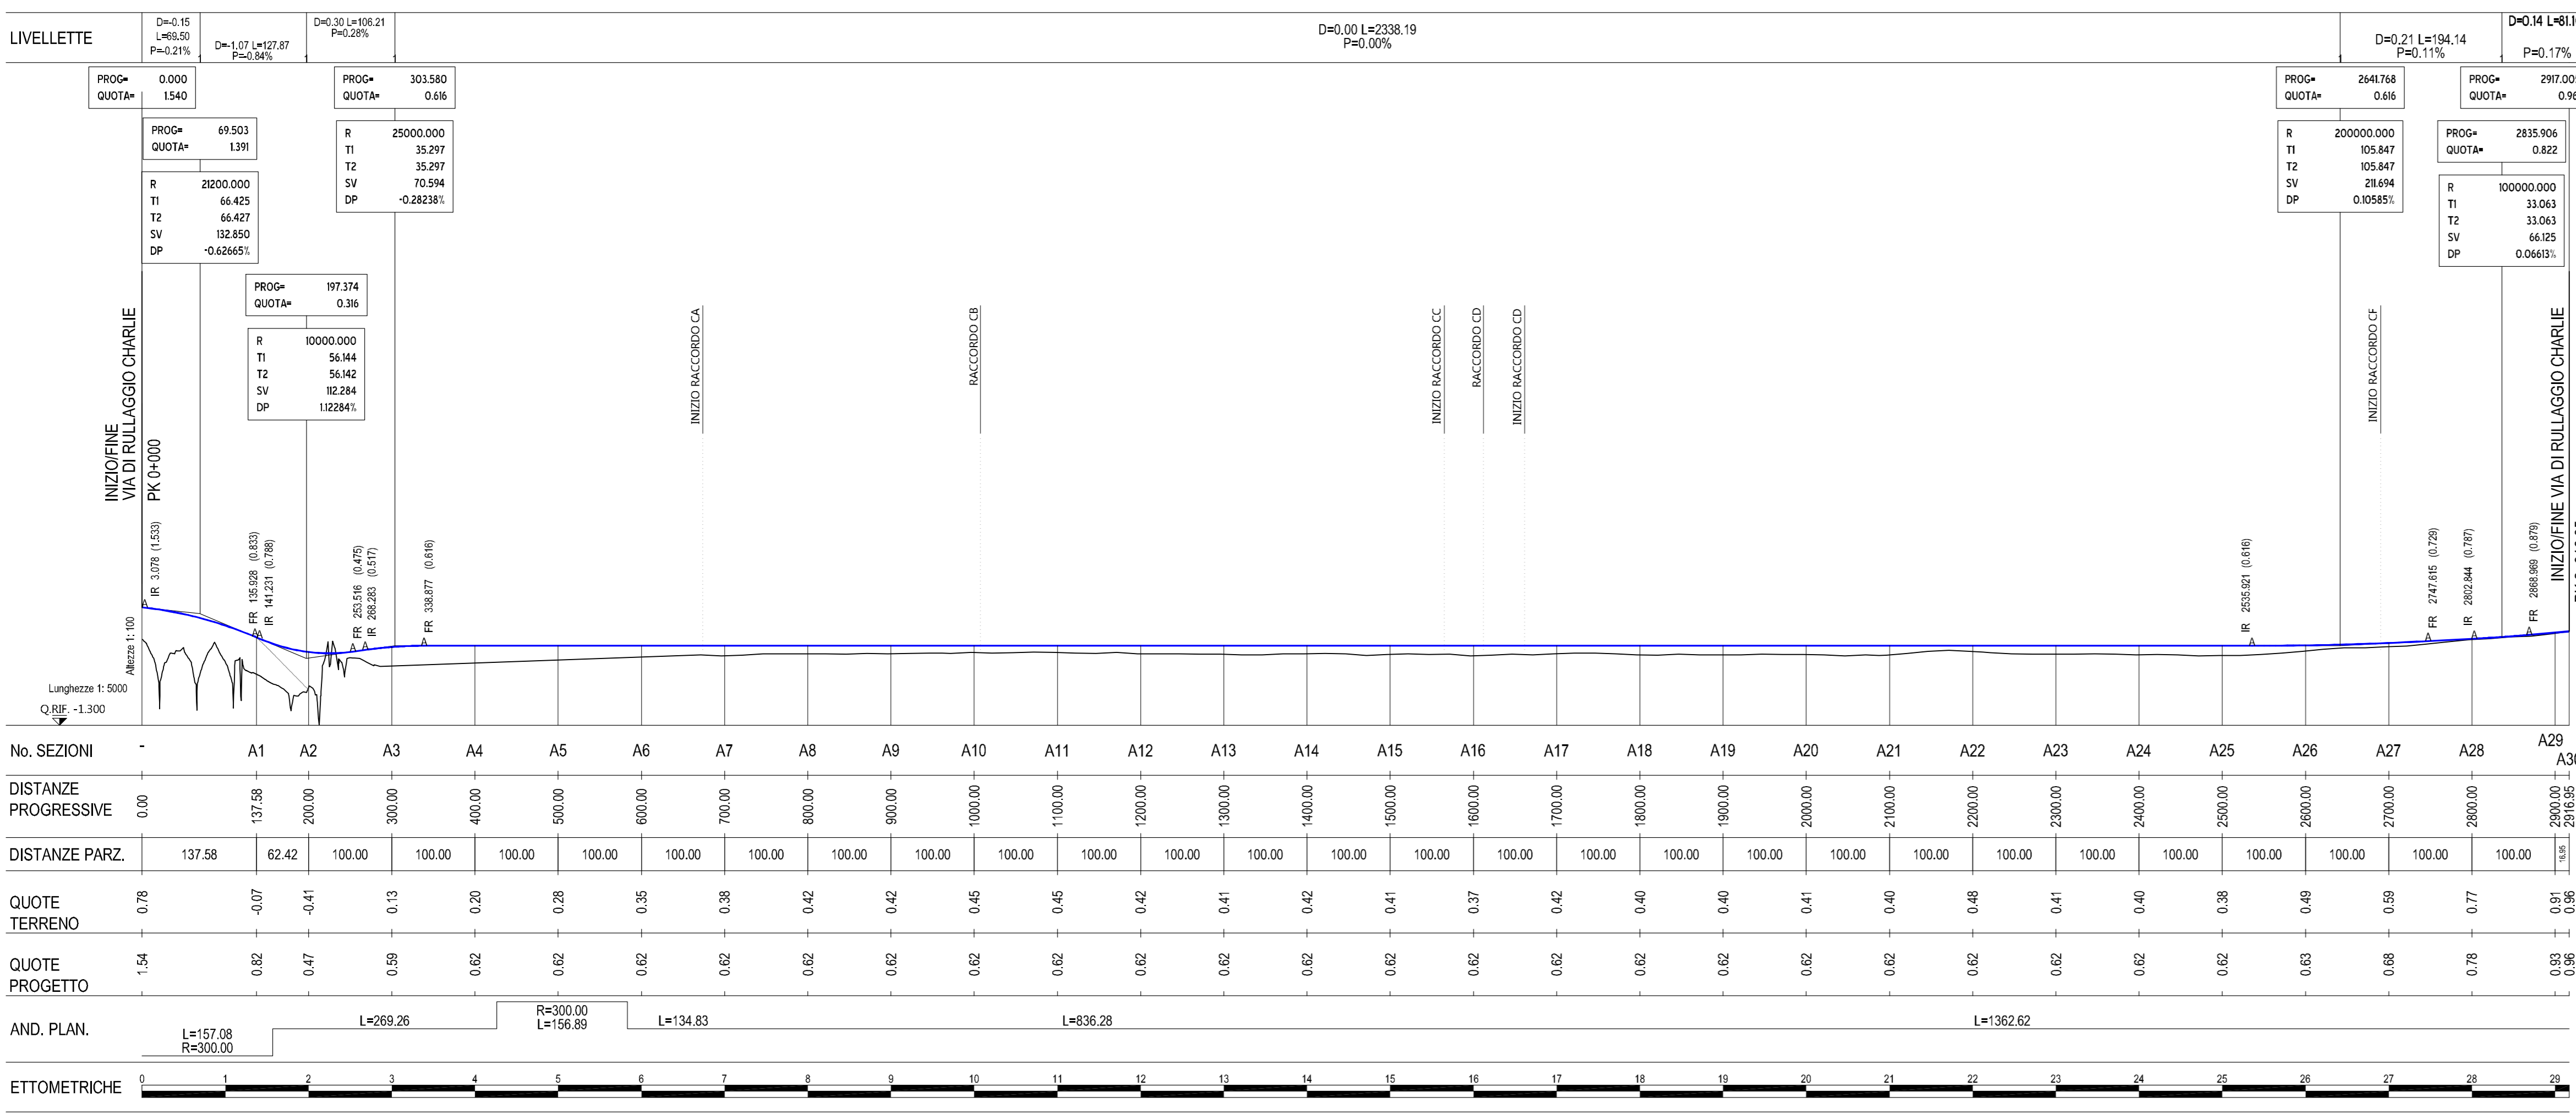 LIVELLETTE
D=-0.15
L=69.50
P=-0.21%
D=-1.07 L=127.87
P=-0.84%
D=0.30 L=106.21
P=0.28%
D=0.00 L=2338.19
P=0.00%
D=0.21 L=194.14
P=0.11%
D=0.14 L=81.1
P=0.17%
PROG= 0.000
QUOTA= 1.540
PROG= 69.503
QUOTA= 1.391
R 21200.000
T1 66.425
T2 66.427
SV 132.850
DP -0.62665%
PROG= 197.374
QUOTA= 0.316
R 10000.000
T1 56.144
T2 56.142
SV 112.284
DP 1.12284%
PROG= 303.580
QUOTA= 0.616
R 25000.000
T1 35.297
T2 35.297
SV 70.594
DP -0.28238%
PROG= 2641.768
QUOTA= 0.616
R 200000.000
T1 105.847
T2 105.847
SV 211.694
DP 0.10585%
PROG= 2917.00
QUOTA= 0.96
PROG= 2835.906
QUOTA= 0.822
R 100000.000
T1 33.063
T2 33.063
SV 66.125
DP 0.06613%
INIZIO/FINE
VIA DI RULLAGGIO CHARLIE
PK 0+000
INIZIO RACCORDO CA
RACCORDO CB
INIZIO RACCORDO CC
RACCORDO CD
INIZIO RACCORDO CD
INIZIO RACCORDO CF
INIZIO/FINE VIA DI RULLAGGIO CHARLIE
IR 3.078 (1.533)
FR 135.928 (0.833)
IR 141.231 (0.788)
FR 253.516 (0.475)
IR 268.283 (0.517)
FR 338.877 (0.616)
IR 2535.921 (0.616)
FR 2747.615 (0.729)
IR 2802.844 (0.787)
FR 2868.969 (0.879)
Altezze 1: 100
Lunghezze 1: 5000
Q.RIF. -1.300
No. SEZIONI - A1 A2 A3 A4 A5 A6 A7 A8 A9 A10 A11 A12 A13 A14 A15 A16 A17 A18 A19 A20 A21 A22 A23 A24 A25 A26 A27 A28 A29
A30
DISTANZE
PROGRESSIVE
0.00 137.58 200.00 300.00 400.00 500.00 600.00 700.00 800.00 900.00 1000.00 1100.00 1200.00 1300.00 1400.00 1500.00 1600.00 1700.00 1800.00 1900.00 2000.00 2100.00 2200.00 2300.00 2400.00 2500.00 2600.00 2700.00 2800.00 2900.00 2916.95
DISTANZE PARZ. 137.58 62.42 100.00 100.00 100.00 100.00 100.00 100.00 100.00 100.00 100.00 100.00 100.00 100.00 100.00 100.00 100.00 100.00 100.00 100.00 100.00 100.00 100.00 100.00 100.00 100.00 100.00 100.00 100.00 16.95
QUOTE
TERRENO
0.78 -0.07 -0.41 0.13 0.20 0.28 0.35 0.38 0.42 0.42 0.45 0.45 0.42 0.41 0.42 0.41 0.37 0.42 0.40 0.40 0.41 0.40 0.48 0.41 0.40 0.38 0.49 0.59 0.77 0.91 0.96
QUOTE
PROGETTO
1.54 0.82 0.47 0.59 0.62 0.62 0.62 0.62 0.62 0.62 0.62 0.62 0.62 0.62 0.62 0.62 0.62 0.62 0.62 0.62 0.62 0.62 0.62 0.62 0.62 0.62 0.63 0.68 0.78 0.93 0.96
AND. PLAN.
L=157.08
R=300.00
L=269.26
R=300.00
L=156.89
L=134.83
L=836.28
L=1362.62
ETTOMETRICHE 0 1 2 3 4 5 6 7 8 9 10 11 12 13 14 15 16 17 18 19 20 21 22 23 24 25 26 27 28 29